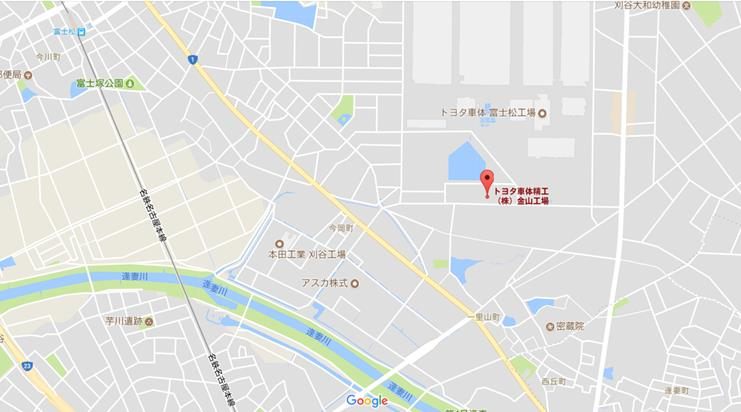 刈谷大和幼稚園
富士松
今川町
便局
1
富士塚公園
トヨタ車体 富士松工場
トヨタ車体精工
（株）金山工場
名鉄名古屋本線
今岡町
本田工業 刈谷工場
アスカ株式
逢妻川
逢妻川
逢妻川
芋川遺跡
一里山町
密蔵院
23
名鉄名古屋本線
逢妻川
西丘町
逢妻町
Google